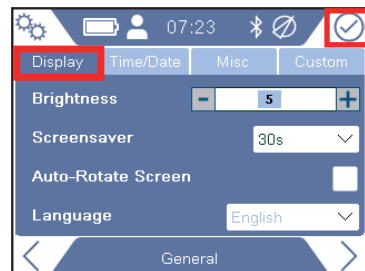 07:23
Display Time/Date Misc Custom
Brightness - 5 +
Screensaver 30s
Auto-Rotate Screen
Language English
General